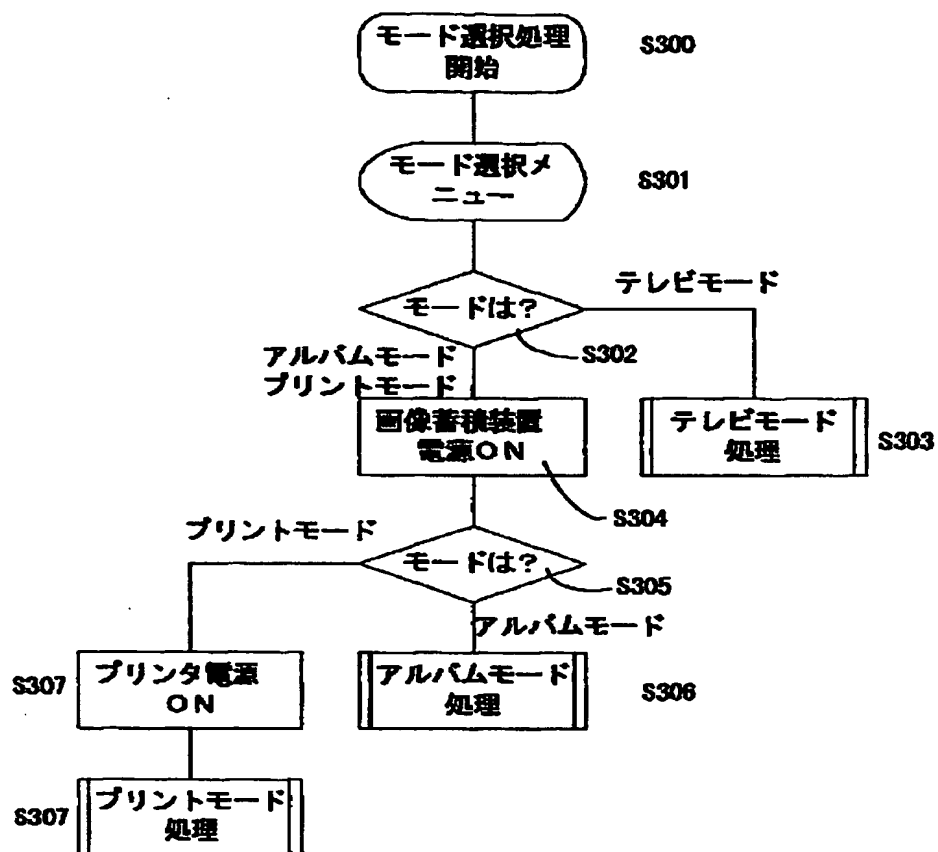 モード選択処理
開始
S300
モード選択メ
ニュー
S301
テレビモード
モードは?
S302
アルバムモード
プリントモード
画像蓄積装置
電源ON
テレビモード
処理
S303
S304
プリントモード
モードは?
S305
アルバムモード
S307
プリンタ電源
ON
アルバムモード
処理
S306
S307
プリントモード
処理